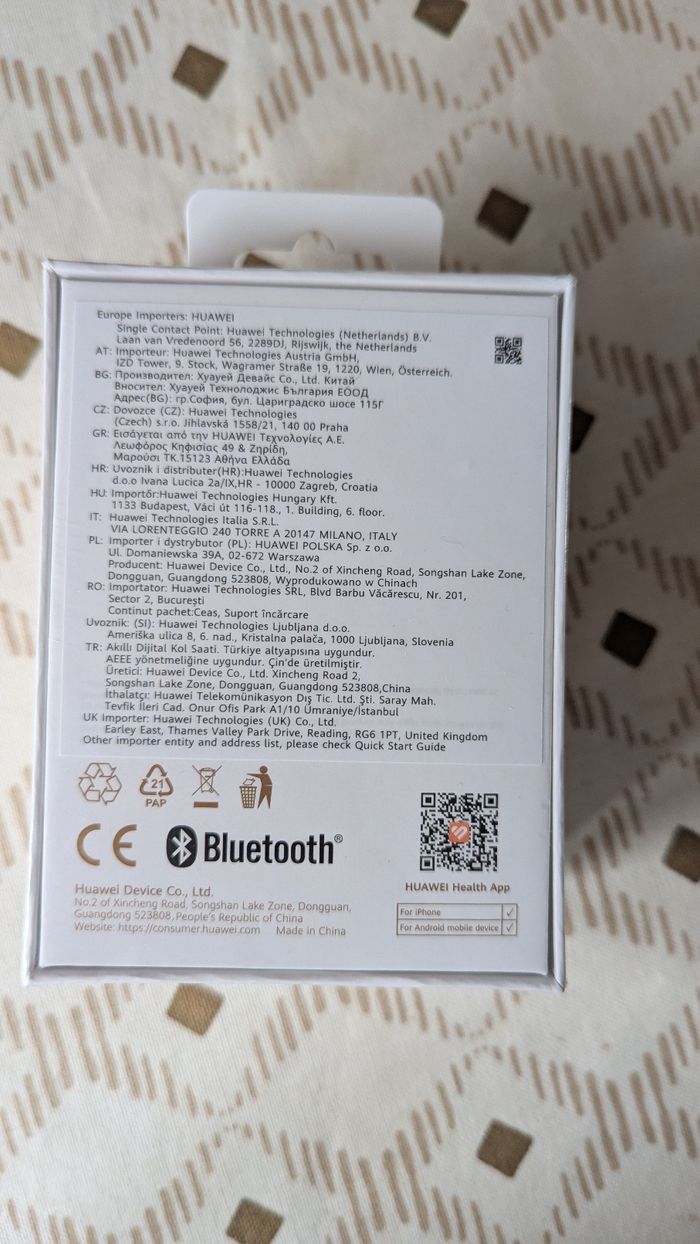 Europe Importers: HUAWEI
Single Contact Point: Huawei Technologies (Netherlands) B.V.
Laan van Vredenoord 56, 2289DJ, Rijswijk, the Netherlands
AT: Importeur: Huawei Technologies Austria GmbH,
IZD Tower, 9. Stock, Wagramer Straße 19, 1220, Wien, Österreich.
BG: Производител: Хуауей Девайс Co., Ltd. Китай
Вносител: Хуауей Технолоджис България ЕООД
Адрес(BG): гр.София, бул. Цариградско шосе 115Г
CZ: Dovozce (CZ): Huawei Technologies
(Czech) s.r.o. Jihlavská 1558/21, 140 00 Praha
GR: Εισάγεται από την HUAWEI Τεχνολογίες Α.Ε.
Λεωφόρος Κηφισίας 49 & Ζηρίδη,
Μαρούσι ΤΚ.15123 Αθήνα Ελλάδα
HR: Uvoznik i distributer(HR):Huawei Technologies
d.o.o Ivana Lucica 2a/IX,HR - 10000 Zagreb, Croatia
HU: Importőr:Huawei Technologies Hungary Kft.
1133 Budapest, Váci út 116-118., 1. Building, 6. floor.
IT: Huawei Technologies Italia S.R.L.
VIA LORENTEGGIO 240 TORRE A 20147 MILANO, ITALY
PL: Importer i dystrybutor (PL): HUAWEI POLSKA Sp. z o.o.
Ul. Domaniewska 39A, 02-672 Warszawa
Producent: Huawei Device Co., Ltd., No.2 of Xincheng Road, Songshan Lake Zone,
Dongguan, Guangdong 523808, Wyprodukowano w Chinach
RO: Importator: Huawei Technologies SRL, Blvd Barbu Văcărescu, Nr. 201,
Sector 2, București
Continut pachet:Ceas, Suport încărcare
Uvoznik: (SI): Huawei Technologies Ljubljana d.o.o.
Ameriška ulica 8, 6. nad., Kristalna palača, 1000 Ljubljana, Slovenia
TR: Akıllı Dijital Kol Saati. Türkiye altyapısına uygundur.
AEEE yönetmeliğine uygundur. Çin'de üretilmiştir.
Üretici: Huawei Device Co., Ltd. Xincheng Road 2,
Songshan Lake Zone, Dongguan, Guangdong 523808,China
İthalatçı: Huawei Telekomünikasyon Dış Tic. Ltd. Şti. Saray Mah.
Tevfik İleri Cad. Onur Ofis Park A1/10 Ümraniye/İstanbul
UK Importer: Huawei Technologies (UK) Co., Ltd.
Earley East, Thames Valley Park Drive, Reading, RG6 1PT, United Kingdom
Other importer entity and address list, please check Quick Start Guide
21
PAP
CE
Bluetooth®
HUAWEI Health App
For iPhone ✓
For Android mobile device ✓
Huawei Device Co., Ltd.
No.2 of Xincheng Road, Songshan Lake Zone, Dongguan,
Guangdong 523808, People's Republic of China
Website: https://consumer.huawei.com Made in China